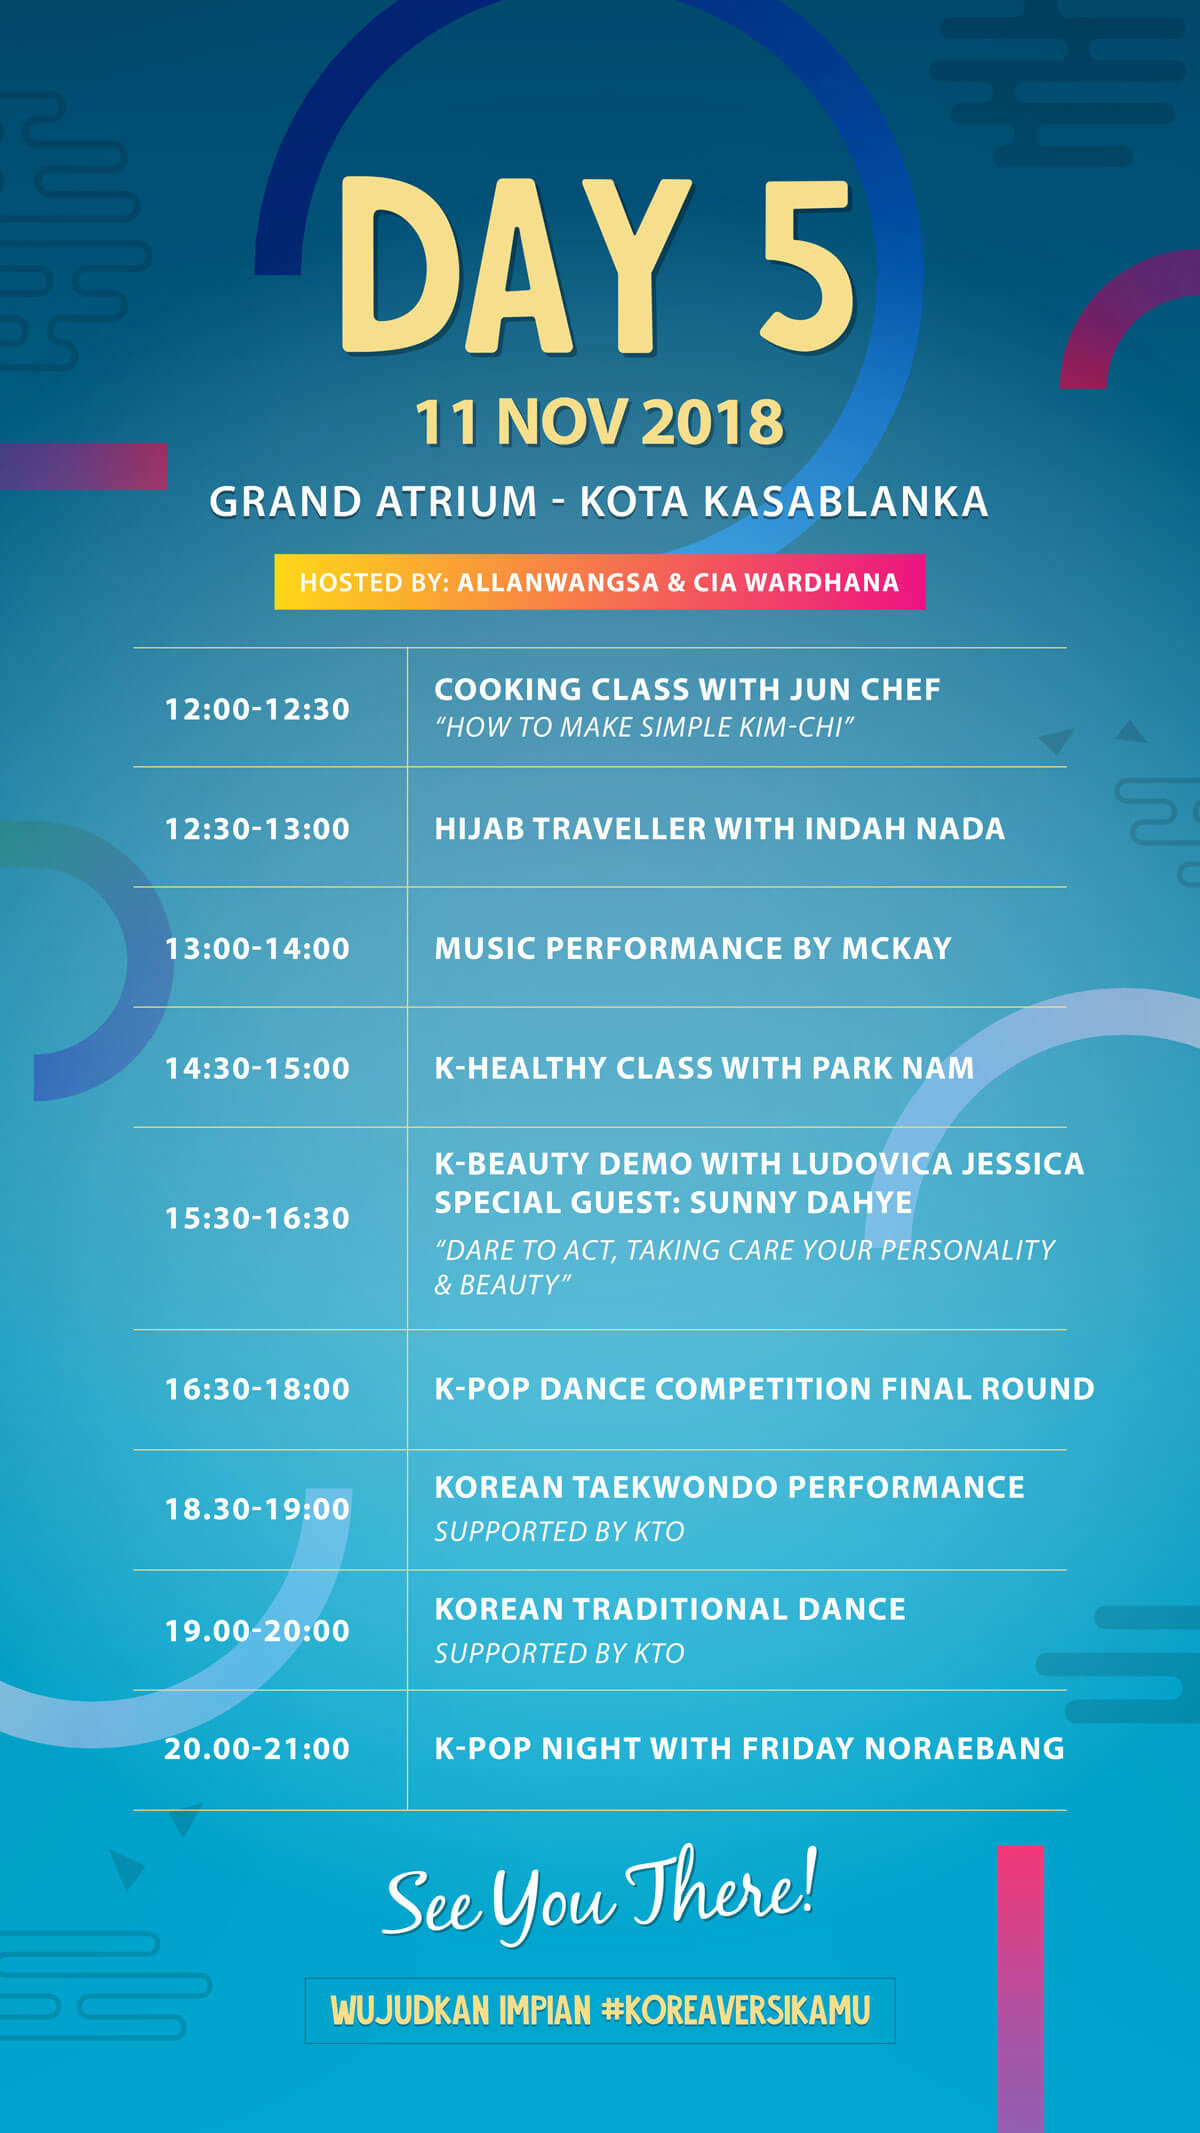 DAY 5
11 NOV 2018
GRAND ATRIUM - KOTA KASABLANKA
HOSTED BY: ALLANWANGSA & CIA WARDHANA
12:00-12:30
COOKING CLASS WITH JUN CHEF
“HOW TO MAKE SIMPLE KIM-CHI”
12:30-13:00
HIJAB TRAVELLER WITH INDAH NADA
13:00-14:00
MUSIC PERFORMANCE BY MCKAY
14:30-15:00
K-HEALTHY CLASS WITH PARK NAM
15:30-16:30
K-BEAUTY DEMO WITH LUDOVICA JESSICA
SPECIAL GUEST: SUNNY DAHYE
“DARE TO ACT, TAKING CARE YOUR PERSONALITY
& BEAUTY”
16:30-18:00
K-POP DANCE COMPETITION FINAL ROUND
18.30-19:00
KOREAN TAEKWONDO PERFORMANCE
SUPPORTED BY KTO
19.00-20:00
KOREAN TRADITIONAL DANCE
SUPPORTED BY KTO
20.00-21:00
K-POP NIGHT WITH FRIDAY NORAEBANG
See You There!
WUJUDKAN IMPIAN #KOREAVERSIKAMU